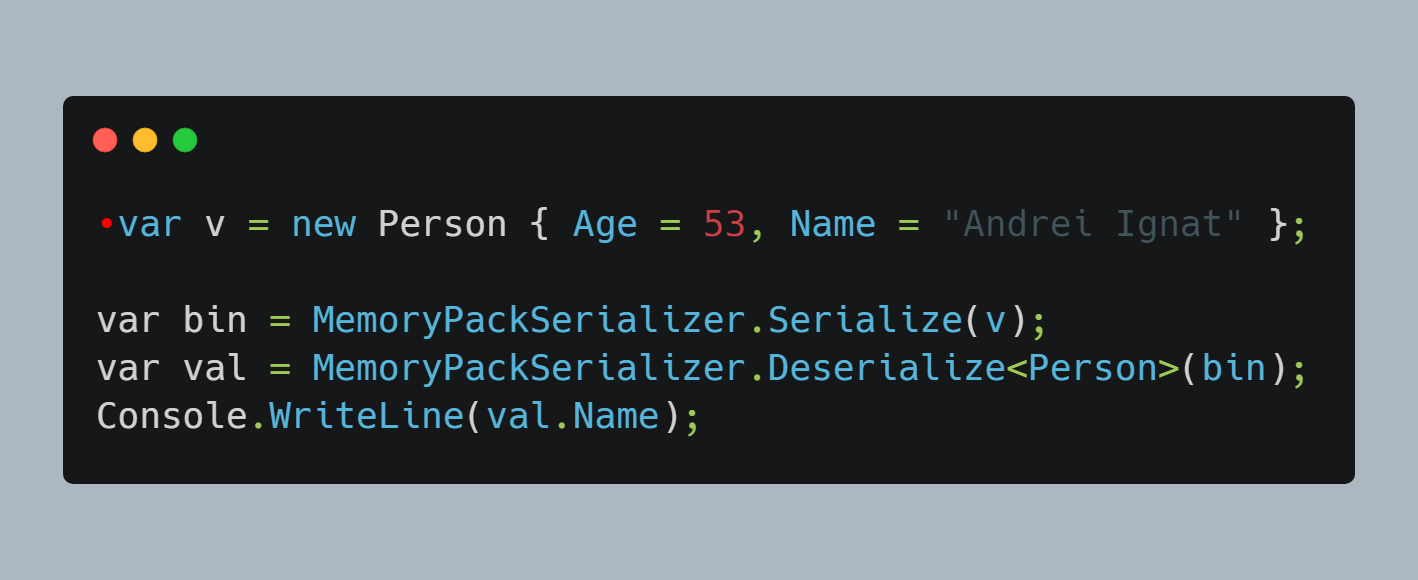 •var v = new Person { Age = 53, Name = "Andrei Ignat" };
var bin = MemoryPackSerializer.Serialize(v);
var val = MemoryPackSerializer.Deserialize<Person>(bin);
Console.WriteLine(val.Name);